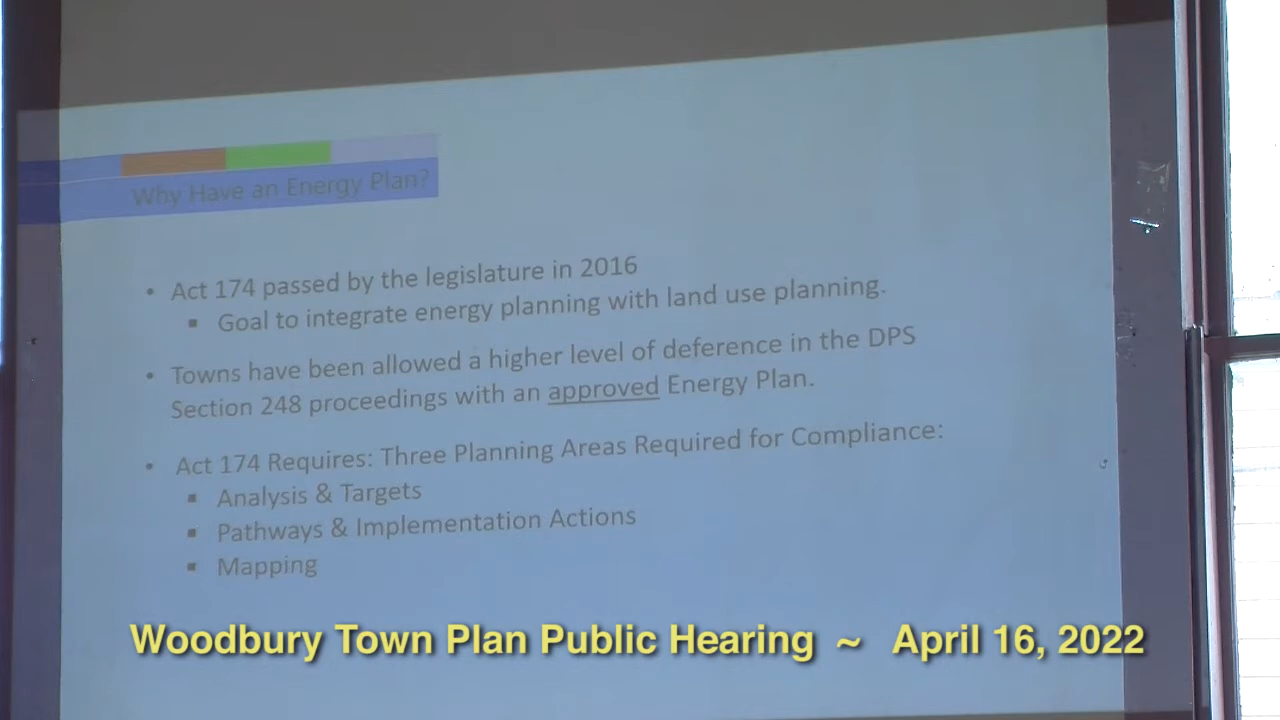 Why Have an Energy Plan?
• Act 174 passed by the legislature in 2016
▪ Goal to integrate energy planning with land use planning.
• Towns have been allowed a higher level of deference in the DPS
Section 248 proceedings with an approved Energy Plan.
• Act 174 Requires: Three Planning Areas Required for Compliance:
▪ Analysis & Targets
▪ Pathways & Implementation Actions
▪ Mapping
Woodbury Town Plan Public Hearing ~ April 16, 2022